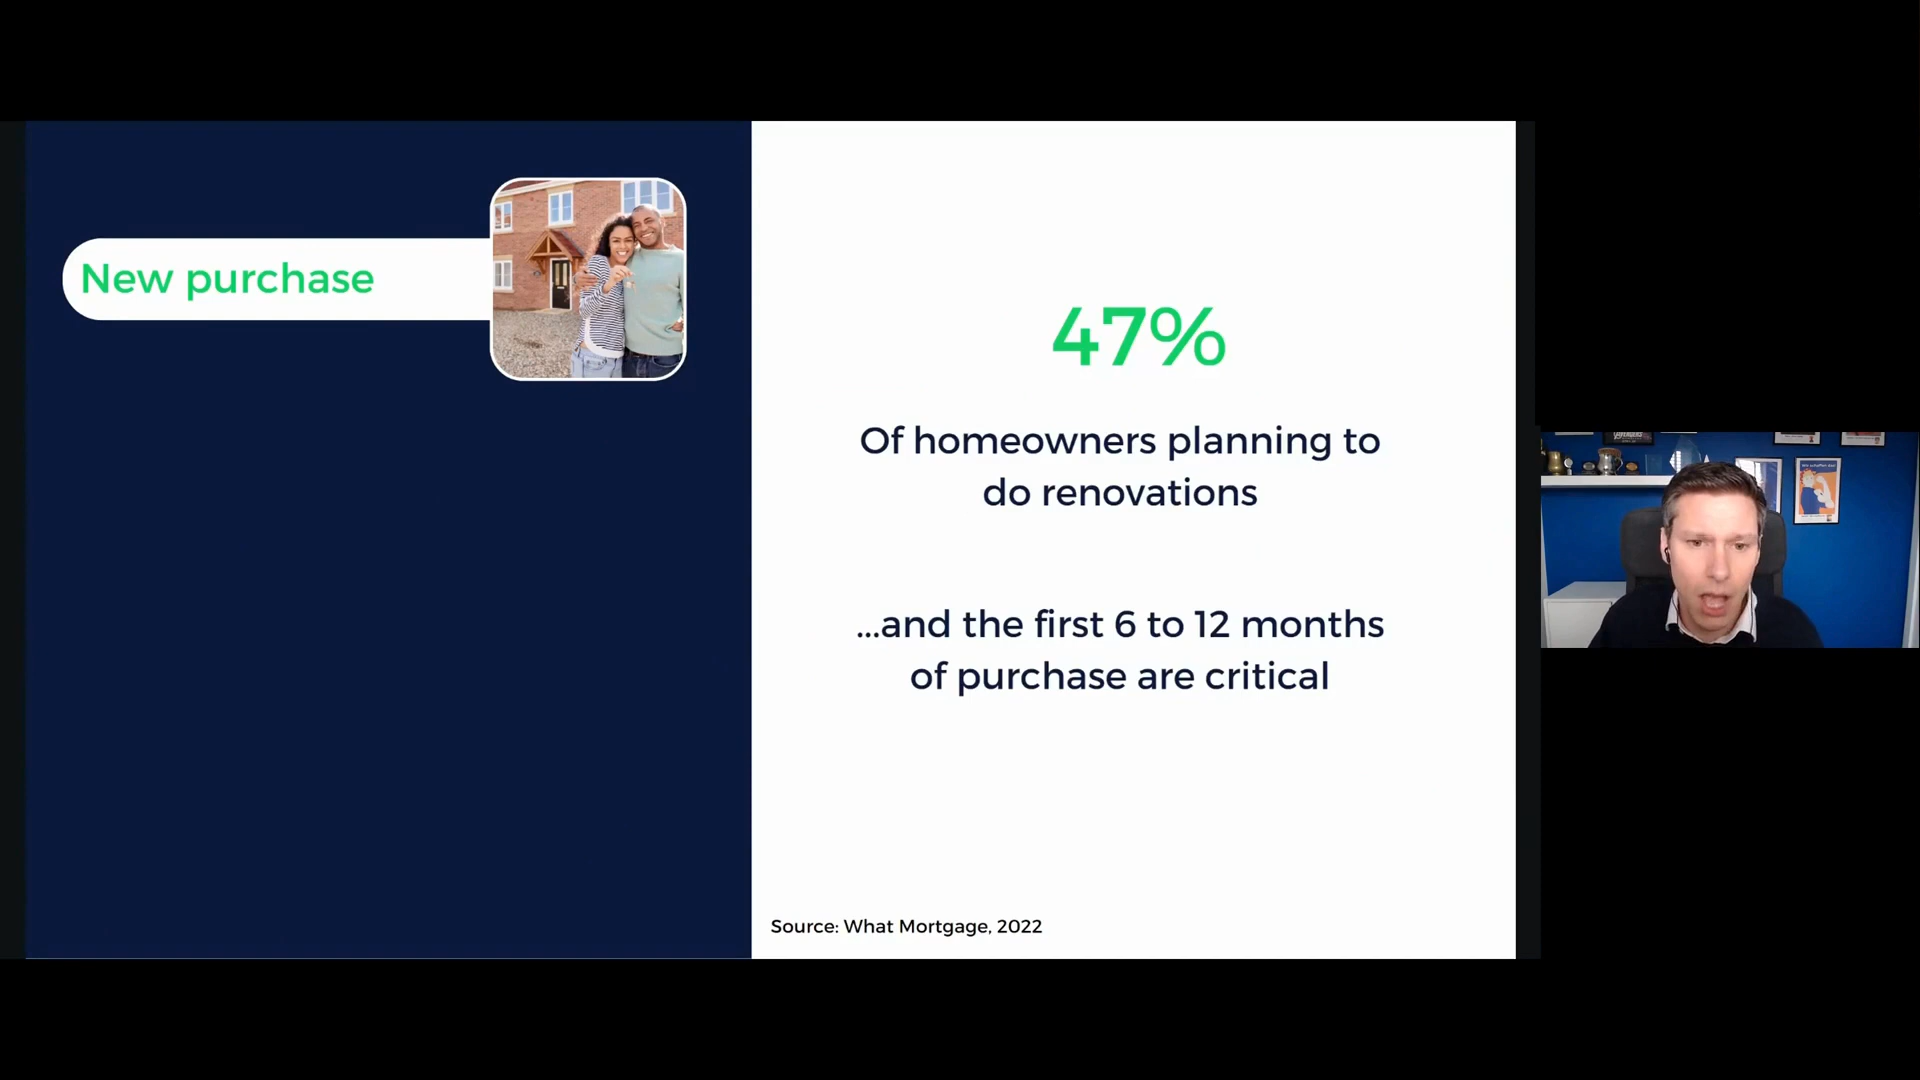 New purchase
47%
Of homeowners planning to
do renovations
...and the first 6 to 12 months
of purchase are critical
Source: What Mortgage, 2022